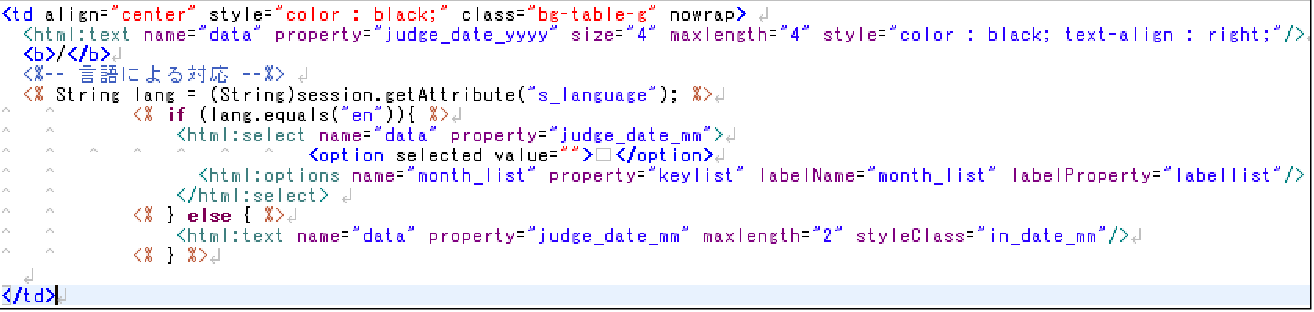 <td align="center" style="color : black;" class="bg-table-g" nowrap>
<html:text name="data" property="judge_date_yyyy" size="4" maxlength="4" style="color : black; text-align : right;"/>
<b>/</b>
<%-- 言語による対応 --%>
<% String lang = (String)session.getAttribute("s_language"); %>
<% if (lang.equals("en")){ %>
<html:select name="data" property="judge_date_mm">
<option selected value="">□</option>
<html:options name="month_list" property="keylist" labelName="month_list" labelProperty="labellist"/>
</html:select>
<% } else { %>
<html:text name="data" property="judge_date_mm" maxlength="2" styleClass="in_date_mm"/>
<% } %>
</td>